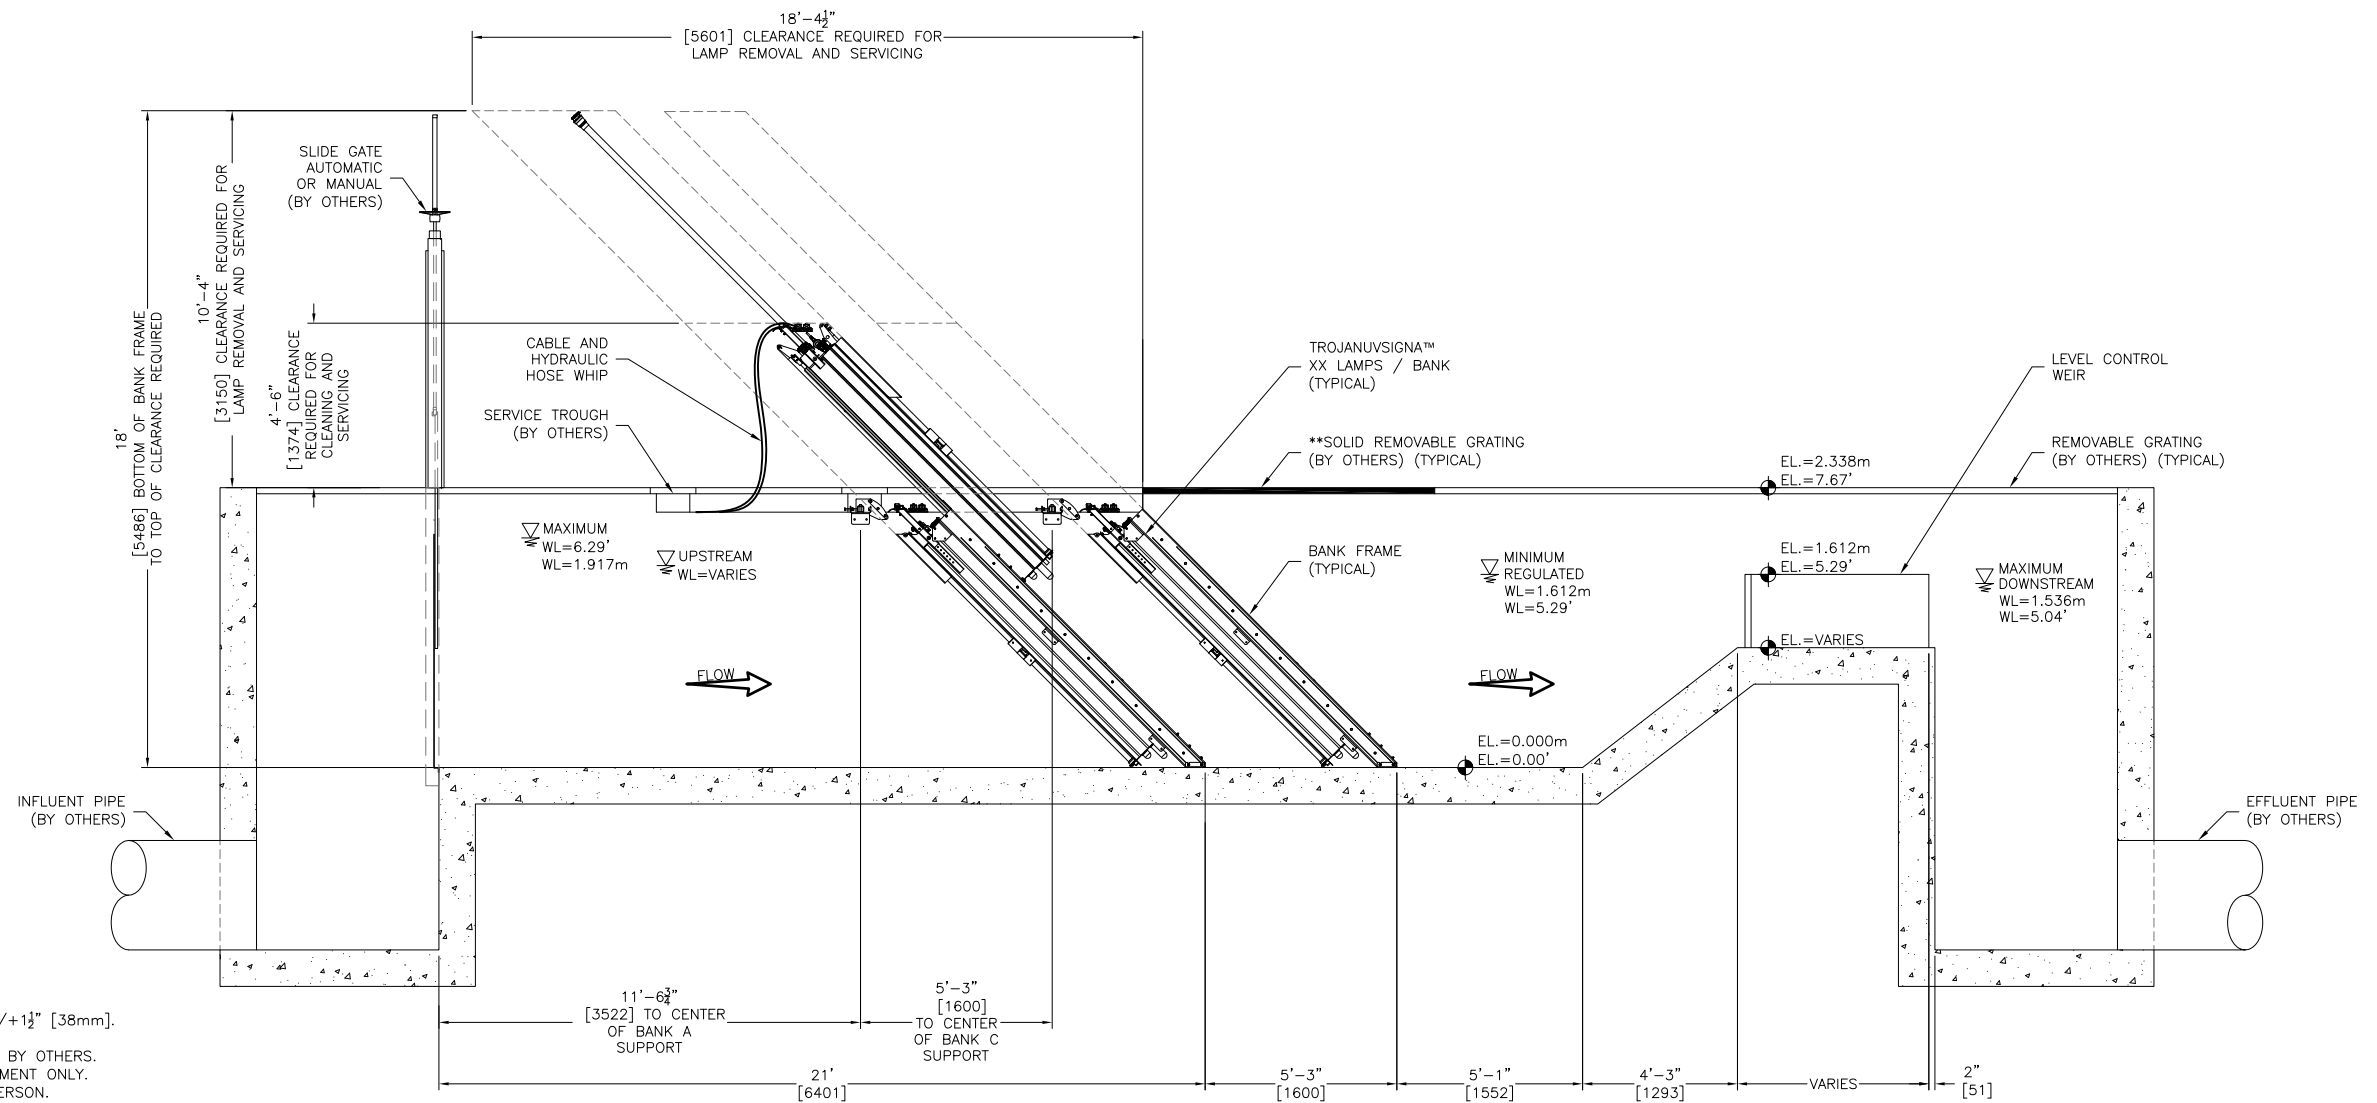 18'-4½"
[5601] CLEARANCE REQUIRED FOR
LAMP REMOVAL AND SERVICING
SLIDE GATE
AUTOMATIC
OR MANUAL
(BY OTHERS)
18'
[5486] BOTTOM OF BANK FRAME
TO TOP OF CLEARANCE REQUIRED
10'-4"
[3150] CLEARANCE REQUIRED FOR
LAMP REMOVAL AND SERVICING
4'-6"
[1374] CLEARANCE
REQUIRED FOR
CLEANING AND
SERVICING
CABLE AND
HYDRAULIC
HOSE WHIP
SERVICE TROUGH
(BY OTHERS)
TROJANUVSIGNA™
XX LAMPS / BANK
(TYPICAL)
LEVEL CONTROL
WEIR
**SOLID REMOVABLE GRATING
(BY OTHERS) (TYPICAL)
EL.=2.338m
EL.=7.67'
REMOVABLE GRATING
(BY OTHERS) (TYPICAL)
MAXIMUM
WL=6.29'
WL=1.917m
UPSTREAM
WL=VARIES
BANK FRAME
(TYPICAL)
MINIMUM
REGULATED
WL=1.612m
WL=5.29'
EL.=1.612m
EL.=5.29'
MAXIMUM
DOWNSTREAM
WL=1.536m
WL=5.04'
EL.=VARIES
FLOW
FLOW
EL.=0.000m
EL.=0.00'
INFLUENT PIPE
(BY OTHERS)
EFFLUENT PIPE
(BY OTHERS)
11'-6¾"
[3522] TO CENTER
OF BANK A
SUPPORT
5'-3"
[1600]
TO CENTER
OF BANK C
SUPPORT
/+1½" [38mm].
BY OTHERS.
MENT ONLY.
ERSON.
21'
[6401]
5'-3"
[1600]
5'-1"
[1552]
4'-3"
[1293]
VARIES
2"
[51]